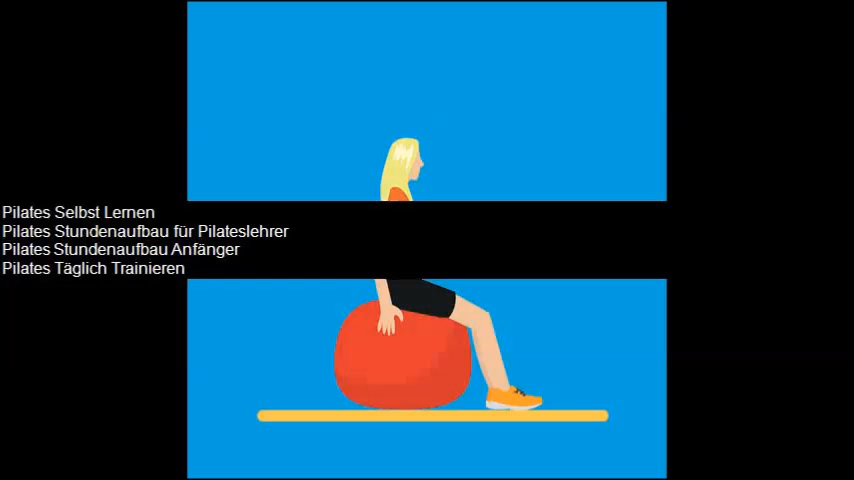 Pilates Selbst Lernen
Pilates Stundenaufbau für Pilateslehrer
Pilates Stundenaufbau Anfänger
Pilates Täglich Trainieren